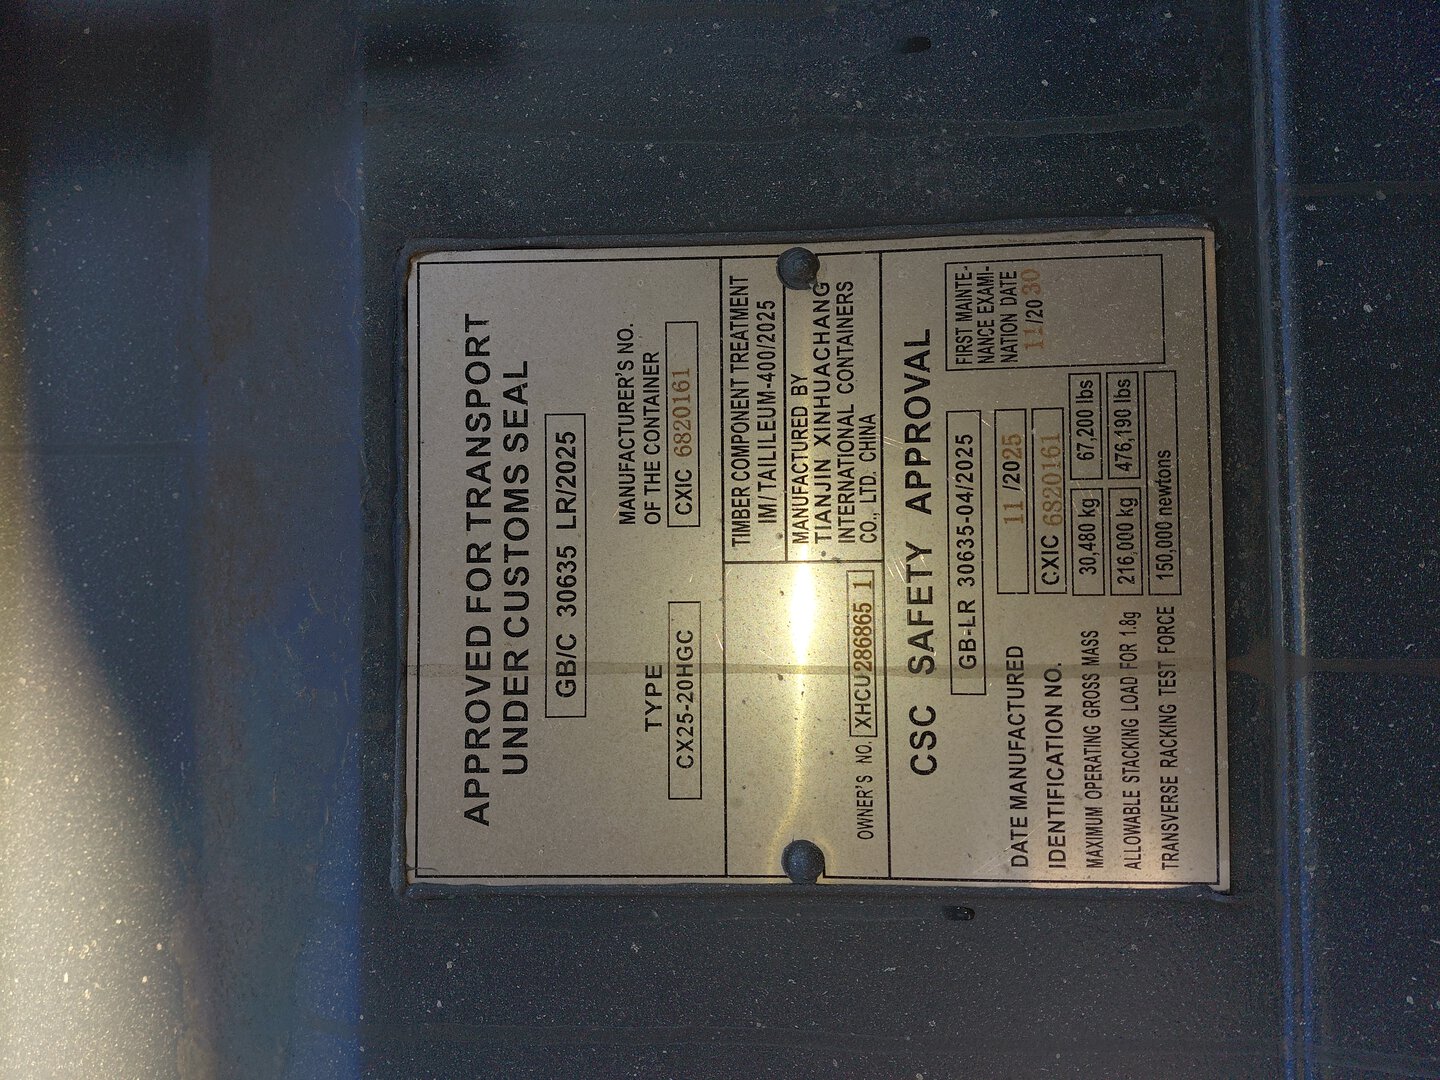 APPROVED FOR TRANSPORT
UNDER CUSTOMS SEAL
GB/C 30635 LR/2025
TYPE
CX25-20HGC
MANUFACTURER'S NO.
OF THE CONTAINER
CXIC 6820161
TIMBER COMPONENT TREATMENT
IM/TAILILEUM-400/2025
MANUFACTURED BY
TIANJIN XINHUACHANG
INTERNATIONAL CONTAINERS
CO., LTD. CHINA
OWNER'S NO. XHCU286865 1
CSC SAFETY APPROVAL
GB-LR 30635-04/2025
FIRST MAINTE-
NANCE EXAMI-
NATION DATE
11/2030
DATE MANUFACTURED 11 /2025
IDENTIFICATION NO. CXIC 6820161
MAXIMUM OPERATING GROSS MASS 30,480 kg 67,200 lbs
ALLOWABLE STACKING LOAD FOR 1.8g 216,000 kg 476,190 lbs
TRANSVERSE RACKING TEST FORCE 150,000 newtons